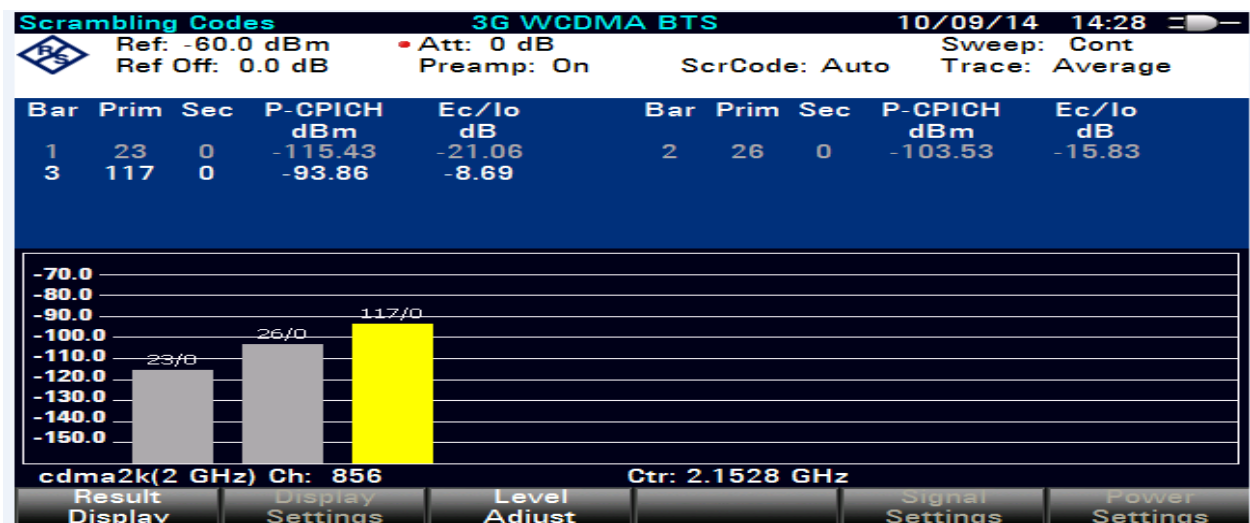 Scrambling Codes 3G WCDMA BTS 10/09/14 14:28
R/S Ref: -60.0 dBm Att: 0 dB Sweep: Cont
Ref Off: 0.0 dB Preamp: On ScrCode: Auto Trace: Average
Bar Prim Sec P-CPICH Ec/Io Bar Prim Sec P-CPICH Ec/Io
dBm dB dBm dB
1 23 0 -115.43 -21.06 2 26 0 -103.53 -15.83
3 117 0 -93.86 -8.69
-70.0
-80.0
-90.0 117/0
-100.0 26/0
-110.0 23/0
-120.0
-130.0
-140.0
-150.0
cdma2k(2 GHz) Ch: 856 Ctr: 2.1528 GHz
Result Display Level Signal Power
Display Settings Adjust Settings Settings